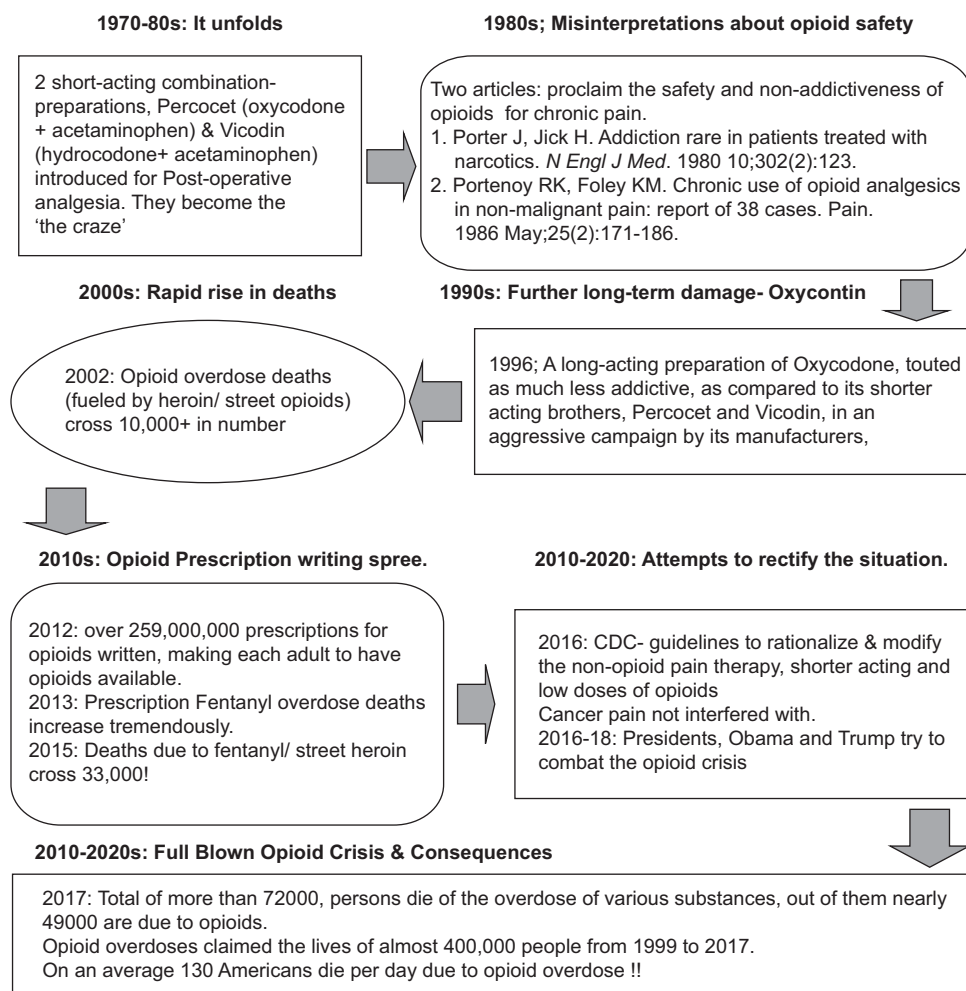 1970-80s: It unfolds
2 short-acting combination-
preparations, Percocet (oxycodone
+ acetaminophen) & Vicodin
(hydrocodone+ acetaminophen)
introduced for Post-operative
analgesia. They become the
‘the craze’
1980s; Misinterpretations about opioid safety
Two articles: proclaim the safety and non-addictiveness of
opioids for chronic pain.
1. Porter J, Jick H. Addiction rare in patients treated with
narcotics. N Engl J Med. 1980 10;302(2):123.
2. Portenoy RK, Foley KM. Chronic use of opioid analgesics
in non-malignant pain: report of 38 cases. Pain.
1986 May;25(2):171-186.
1990s: Further long-term damage- Oxycontin
1996; A long-acting preparation of Oxycodone, touted
as much less addictive, as compared to its shorter
acting brothers, Percocet and Vicodin, in an
aggressive campaign by its manufacturers,
2000s: Rapid rise in deaths
2002: Opioid overdose deaths
(fueled by heroin/ street opioids)
cross 10,000+ in number
2010s: Opioid Prescription writing spree.
2012: over 259,000,000 prescriptions for
opioids written, making each adult to have
opioids available.
2013: Prescription Fentanyl overdose deaths
increase tremendously.
2015: Deaths due to fentanyl/ street heroin
cross 33,000!
2010-2020: Attempts to rectify the situation.
2016: CDC- guidelines to rationalize & modify
the non-opioid pain therapy, shorter acting and
low doses of opioids
Cancer pain not interfered with.
2016-18: Presidents, Obama and Trump try to
combat the opioid crisis
2010-2020s: Full Blown Opioid Crisis & Consequences
2017: Total of more than 72000, persons die of the overdose of various substances, out of them nearly
49000 are due to opioids.
Opioid overdoses claimed the lives of almost 400,000 people from 1999 to 2017.
On an average 130 Americans die per day due to opioid overdose !!